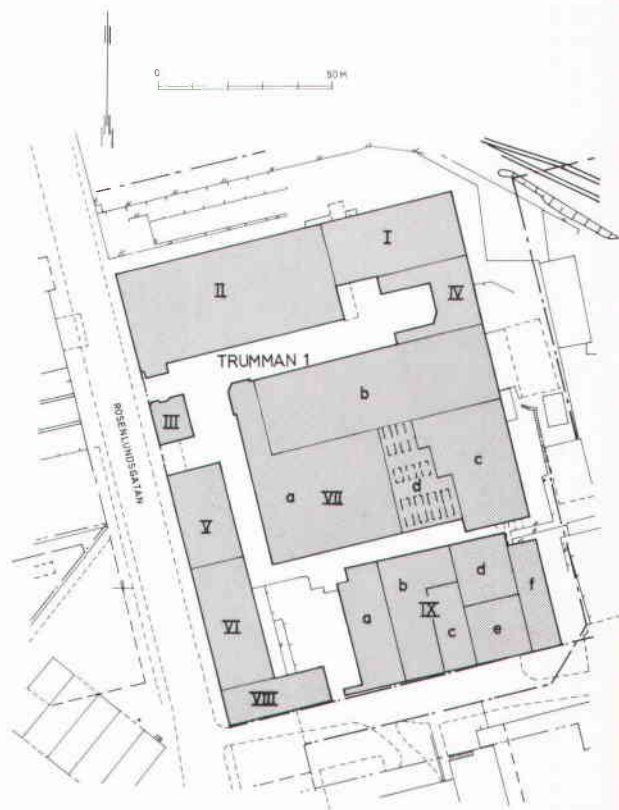 0 50 M
I
II
IV
TRUMMAN 1
b
III
ROSENLUNDSGATAN
c
d
a VII
V
b d
IX f
a
VI
c e
VIII